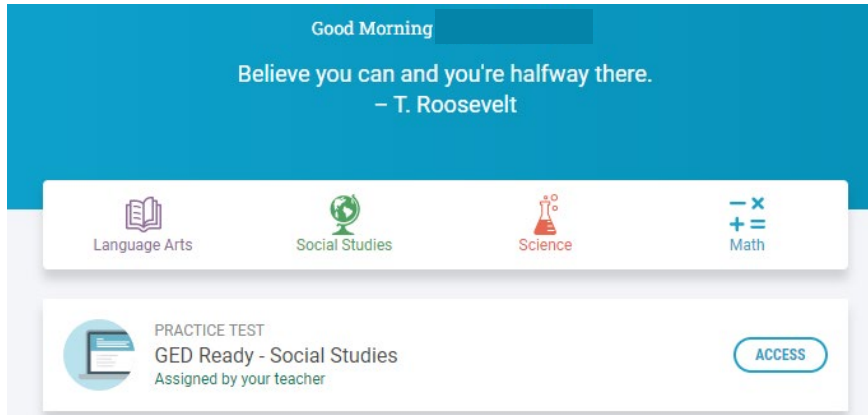 Good Morning
Believe you can and you're halfway there.
– T. Roosevelt
Language Arts
Social Studies
Science
Math
PRACTICE TEST
GED Ready - Social Studies
Assigned by your teacher
ACCESS